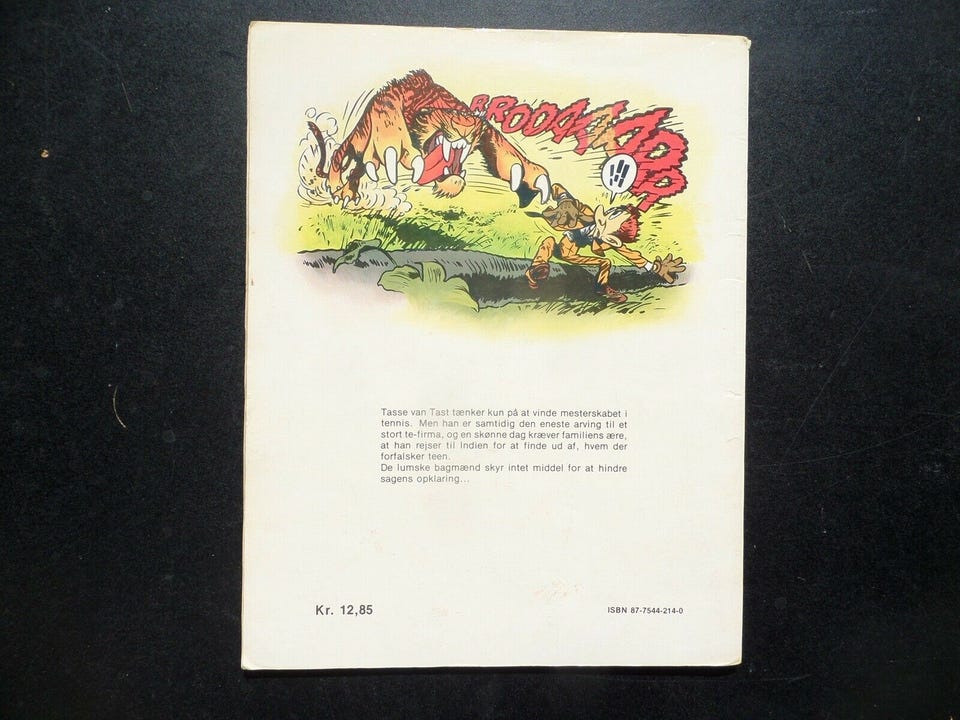 RRODAAAORRR
!!!
Tasse van Tast tænker kun på at vinde mesterskabet i
tennis. Men han er samtidig den eneste arving til et
stort te-firma, og en skønne dag kræver familiens ære,
at han rejser til Indien for at finde ud af, hvem der
forfalsker teen.
De lumske bagmænd skyr intet middel for at hindre
sagens opklaring...
Kr. 12,85
ISBN 87-7544-214-0